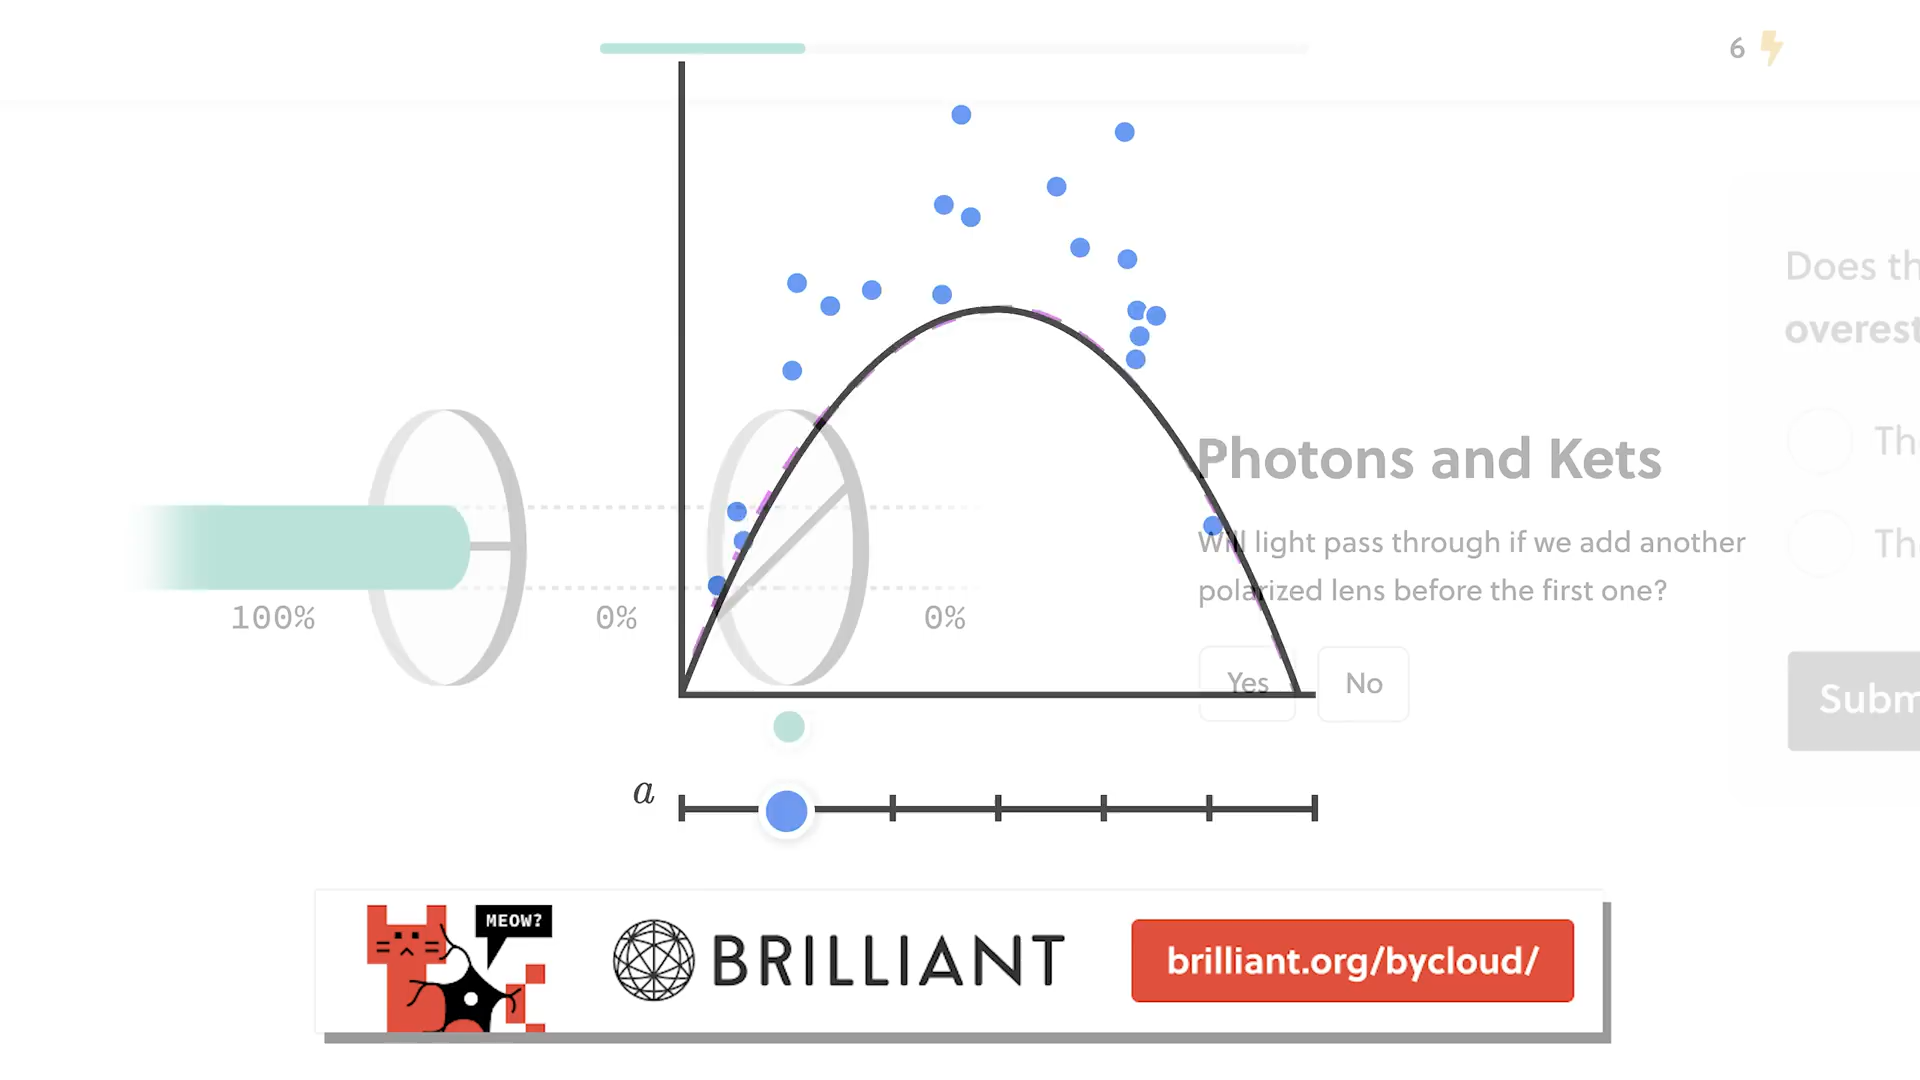 6
Does th
overest
Th
Th
Subm
Photons and Kets
Will light pass through if we add another
polarized lens before the first one?
Yes No
100% 0% 0%
a
MEOW?
BRILLIANT
brilliant.org/bycloud/